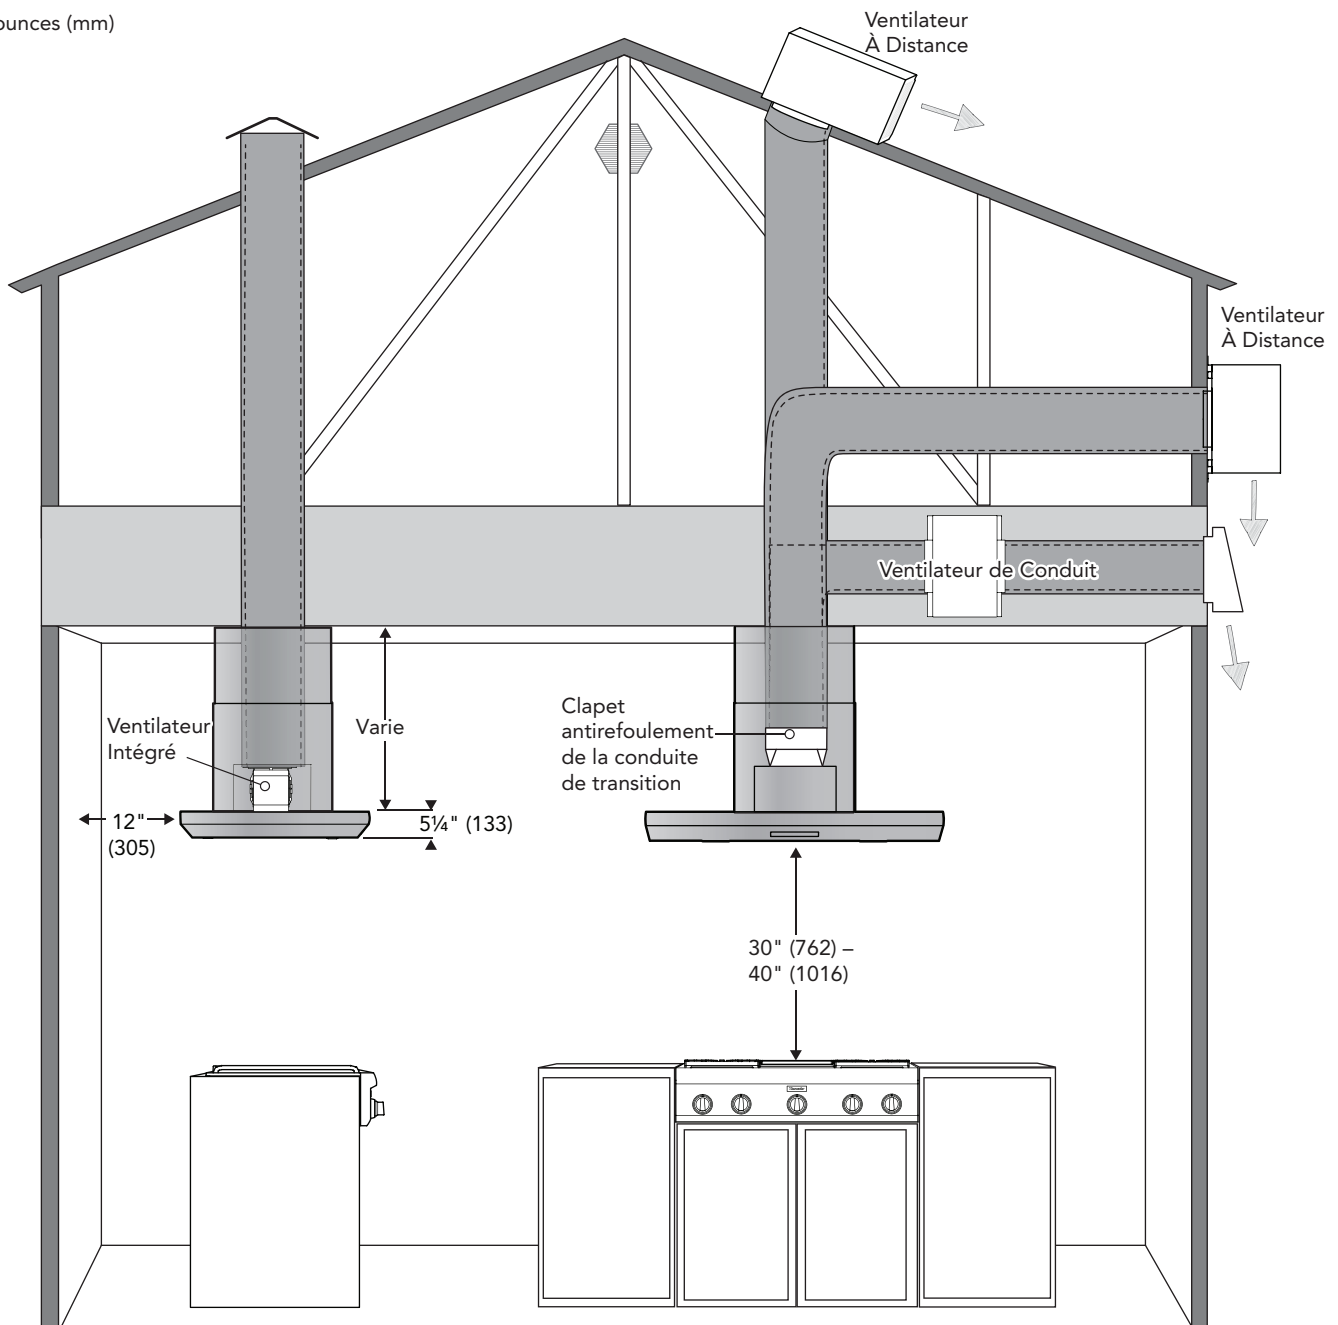 ounces (mm)
Ventilateur
À Distance
Ventilateur
À Distance
Ventilateur de Conduit
Ventilateur
Intégré
Varie
Clapet
antirefoulement
de la conduite
de transition
12"
(305)
5¼" (133)
30" (762) –
40" (1016)